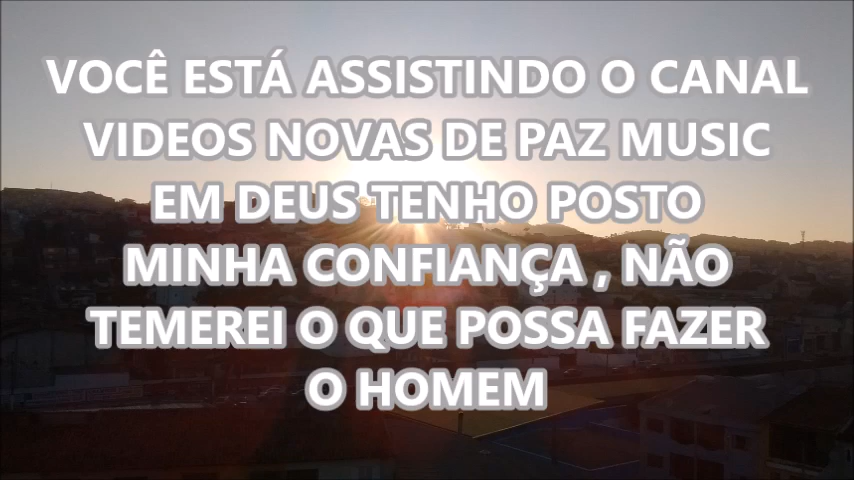 VOCÊ ESTÁ ASSISTINDO O CANAL
VIDEOS NOVAS DE PAZ MUSIC
EM DEUS TENHO POSTO
MINHA CONFIANÇA , NÃO
TEMEREI O QUE POSSA FAZER
O HOMEM